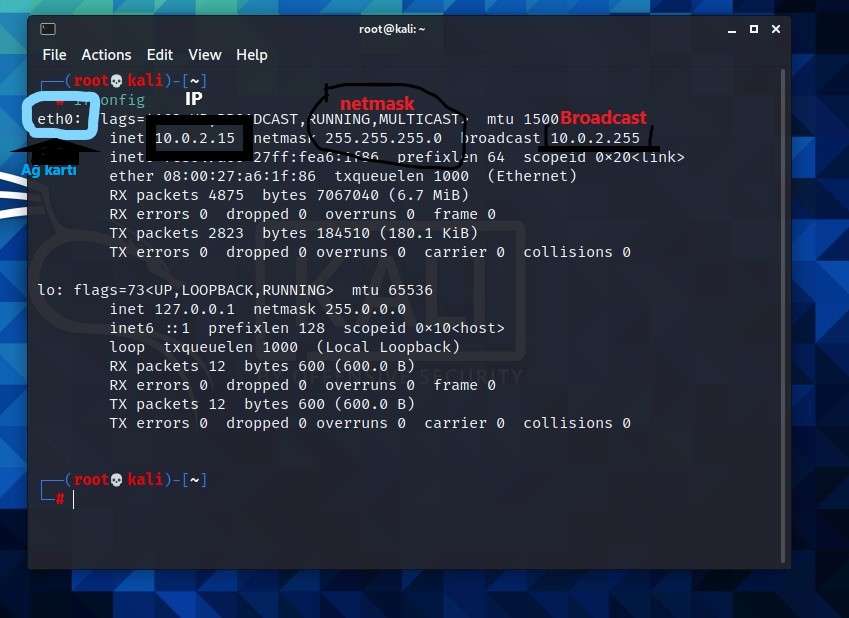 root@kali: ~
File Actions Edit View Help
┌──(root💀kali)-[~]
# ifconfig
IP
netmask
Broadcast
eth0: flags= BROADCAST,RUNNING,MULTICAST> mtu 1500
inet 10.0.2.15 netmask 255.255.255.0 broadcast 10.0.2.255
27ff:fea6:1f86 prefixlen 64 scopeid 0×20<link>
Ağ kartı
ether 08:00:27:a6:1f:86 txqueuelen 1000 (Ethernet)
RX packets 4875 bytes 7067040 (6.7 MiB)
RX errors 0 dropped 0 overruns 0 frame 0
TX packets 2823 bytes 184510 (180.1 KiB)
TX errors 0 dropped 0 overruns 0 carrier 0 collisions 0
lo: flags=73<UP,LOOPBACK,RUNNING> mtu 65536
inet 127.0.0.1 netmask 255.0.0.0
inet6 ::1 prefixlen 128 scopeid 0×10<host>
loop txqueuelen 1000 (Local Loopback)
RX packets 12 bytes 600 (600.0 B)
RX errors 0 dropped 0 overruns 0 frame 0
TX packets 12 bytes 600 (600.0 B)
TX errors 0 dropped 0 overruns 0 carrier 0 collisions 0
┌──(root💀kali)-[~]
└─#
KALI
BY OFFENSIVE SECURITY